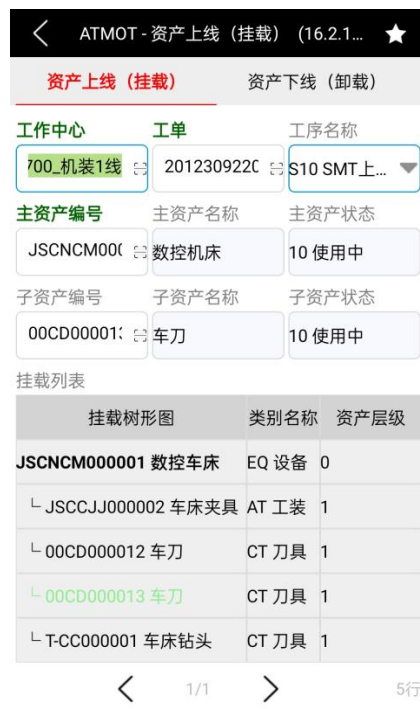 ATMOT - 资产上线（挂载） (16.2.1...
资产上线（挂载） 资产下线（卸载）
工作中心 工单 工序名称
700_机装1线 201230922C S10 SMT上...
主资产编号 主资产名称 主资产状态
JSCNCM00( 数控机床 10 使用中
子资产编号 子资产名称 子资产状态
00CD00001: 车刀 10 使用中
挂载列表
挂载树形图 类别名称 资产层级
JSCNCM000001 数控车床 EQ 设备 0
└ JSCCJJ000002 车床夹具 AT 工装 1
└ 00CD000012 车刀 CT 刀具 1
└ 00CD000013 车刀 CT 刀具 1
└ T-CC000001 车床钻头 CT 刀具 1
1/1 5行